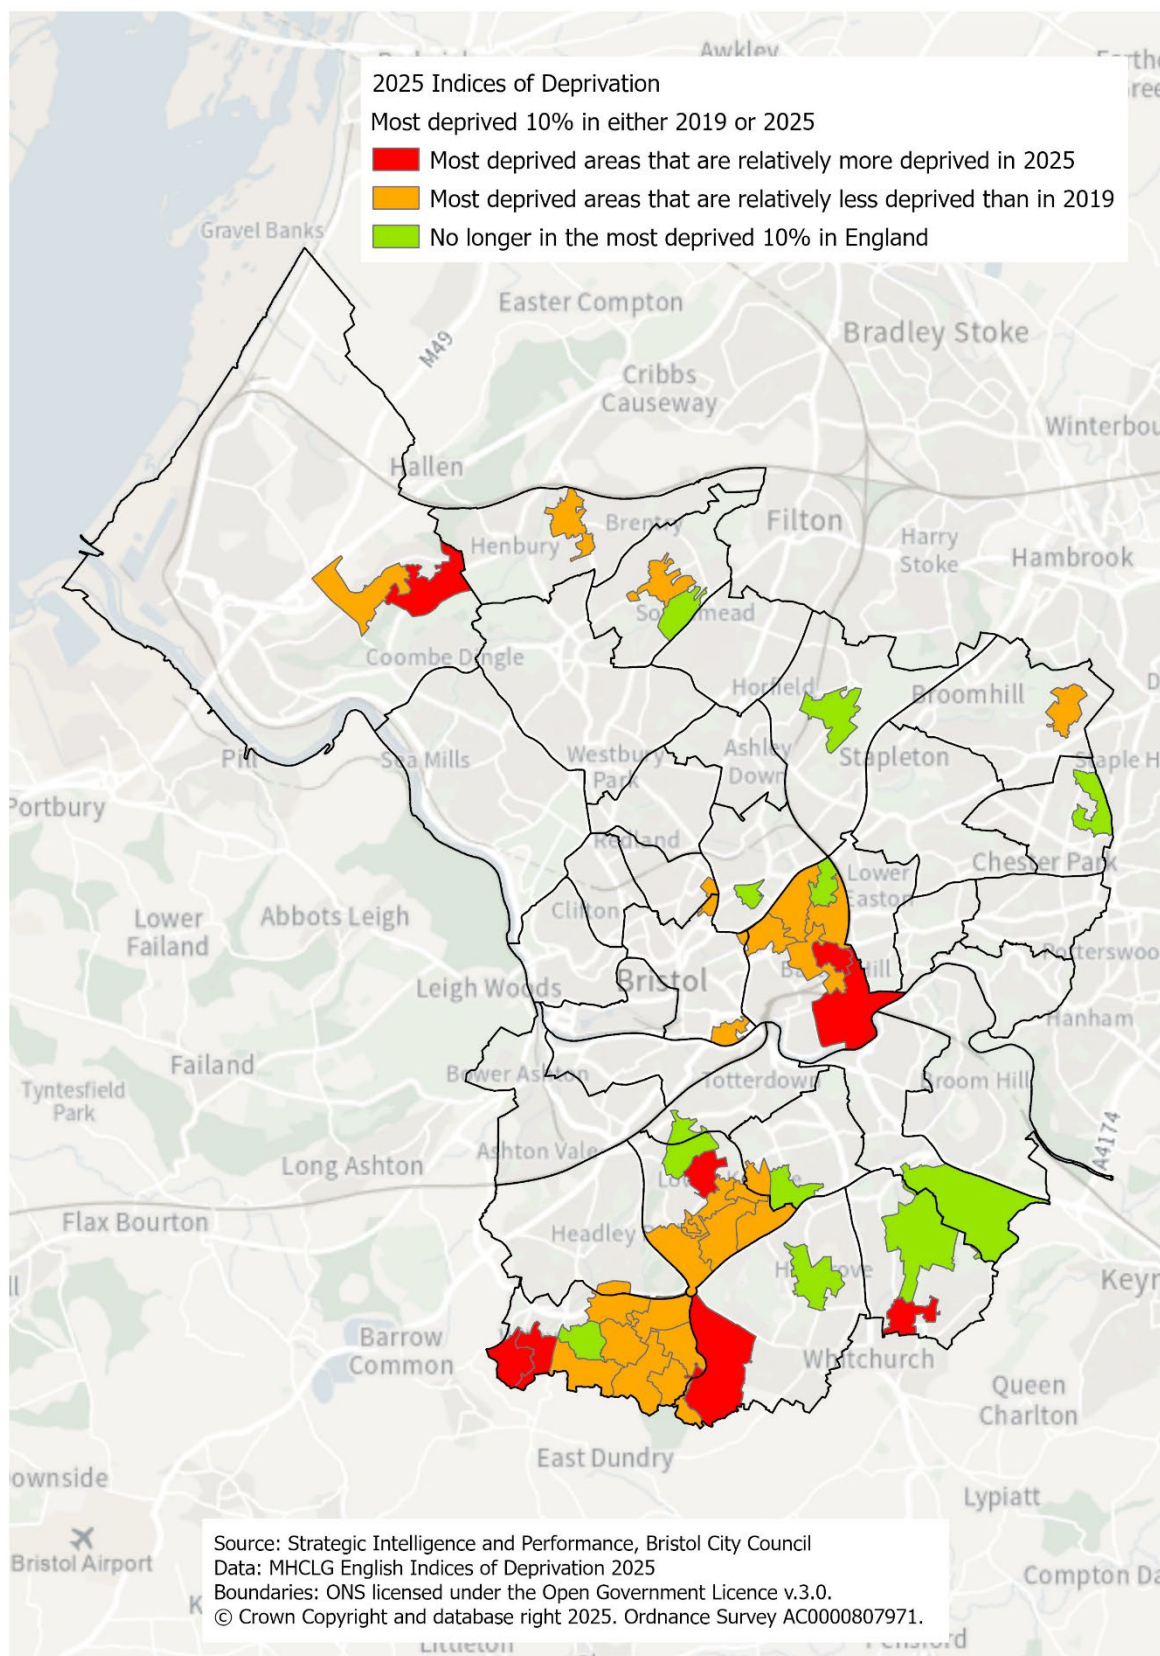 Awkley
2025 Indices of Deprivation
Most deprived 10% in either 2019 or 2025
Most deprived areas that are relatively more deprived in 2025
Most deprived areas that are relatively less deprived than in 2019
No longer in the most deprived 10% in England
Gravel Banks
Easter Compton
Bradley Stoke
M49
Cribbs
Causeway
Hallen
Filton
Brentry
Henbury
Harry
Stoke
Hambrook
Coombe Dingle
Horfield
Broomhill
Pill
Sea Mills
Westbury
Park
Ashley
Down
Stapleton
Portbury
Redland
Chester Park
Lower
Easton
Clifton
Lower
Failand
Abbots Leigh
Hill
Bristol
Leigh Woods
Hanham
Failand
Bower Ashton
Totterdown
Broom Hill
Tyntesfield
Park
A4174
Ashton Vale
Long Ashton
Flax Bourton
Headley
Barrow
Common
Whitchurch
Queen
Charlton
East Dundry
Lypiatt
Source: Strategic Intelligence and Performance, Bristol City Council
Data: MHCLG English Indices of Deprivation 2025
Boundaries: ONS licensed under the Open Government Licence v.3.0.
© Crown Copyright and database right 2025. Ordnance Survey AC0000807971.
Bristol Airport
Compton
Littleton